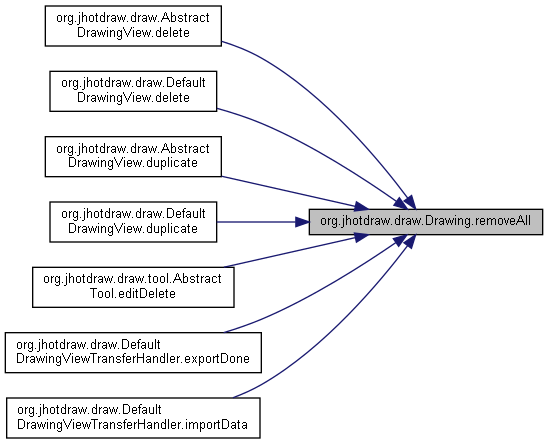 org.jhotdraw.draw.Abstract
DrawingView.delete
org.jhotdraw.draw.Default
DrawingView.delete
org.jhotdraw.draw.Abstract
DrawingView.duplicate
org.jhotdraw.draw.Default
DrawingView.duplicate
org.jhotdraw.draw.Drawing.removeAll
org.jhotdraw.draw.tool.Abstract
Tool.editDelete
org.jhotdraw.draw.Default
DrawingViewTransferHandler.exportDone
org.jhotdraw.draw.Default
DrawingViewTransferHandler.importData